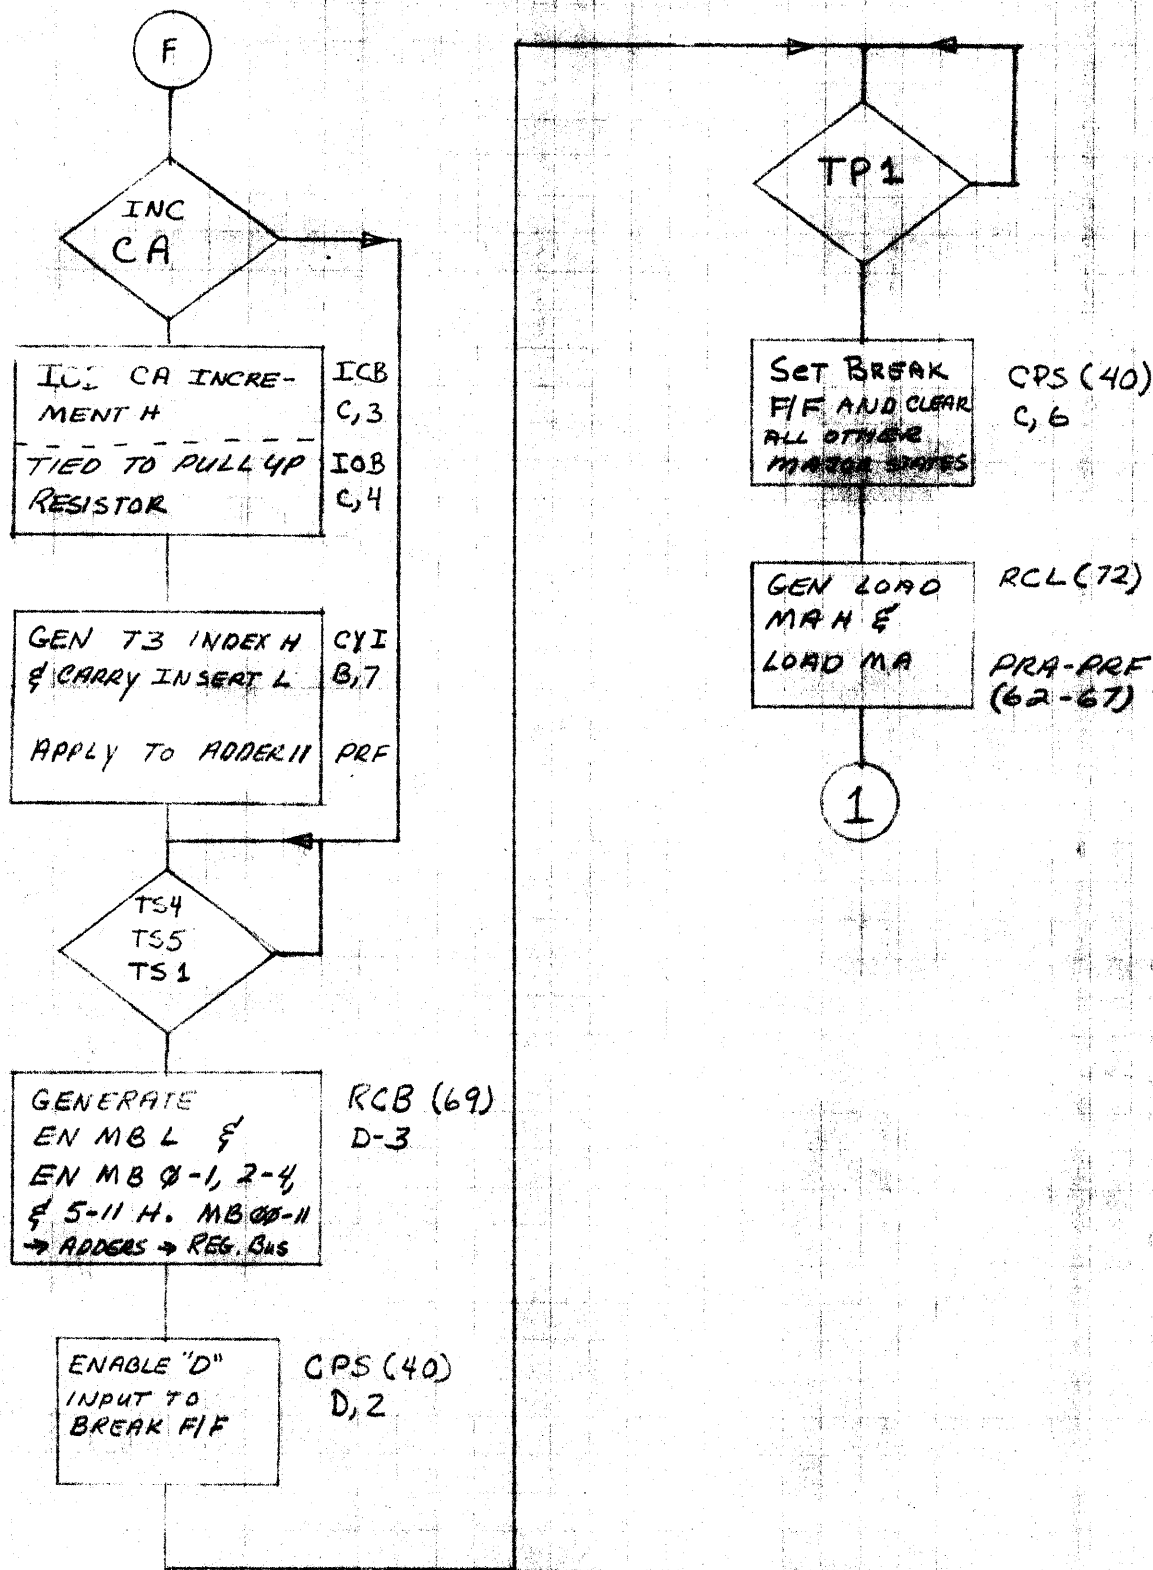 F
INC
CA
CA INCRE-
MENT H
ICB
C,3
TIED TO PULL UP
RESISTOR
IOB
C,4
GEN T3 INDEX H
& CARRY INSERT L
CYI
B,7
APPLY TO ADDER 11
PRF
TS4
TS5
TS1
GENERATE
EN MB L &
EN MB Ø-1, 2-4,
& 5-11 H. MB ØØ-11
→ ADDERS → REG. BUS
RCB (69)
D-3
ENABLE "D"
INPUT TO
BREAK F/F
CPS (40)
D,2
TP1
SET BREAK
F/F AND CLEAR
ALL OTHER
MAJOR STATES
CPS (40)
C,6
GEN LOAD
MA H &
LOAD MA
RCL (72)
PRA-PRF
(62-67)
1